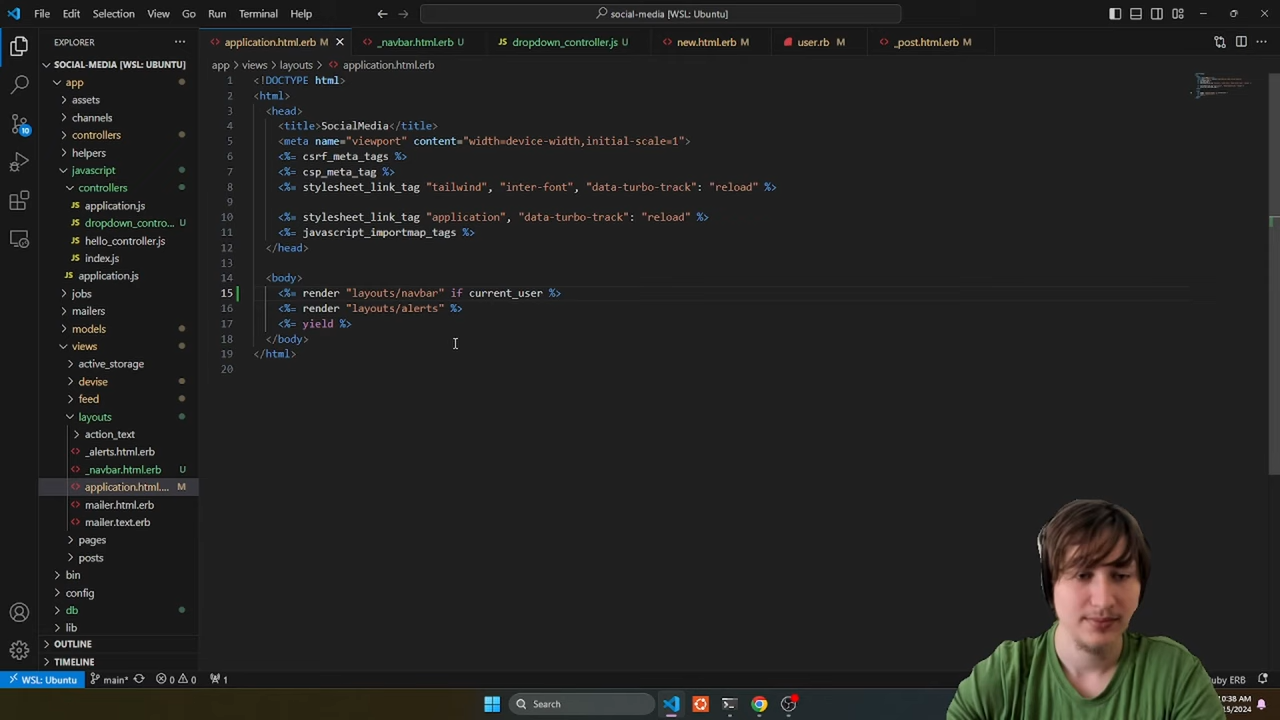 File Edit Selection View Go Run Terminal Help
social-media [WSL: Ubuntu]
EXPLORER
application.html.erb M
_navbar.html.erb U
dropdown_controller.js U
new.html.erb M
user.rb M
_post.html.erb M
SOCIAL-MEDIA [WSL: UBUNTU]
app > views > layouts > application.html.erb
app
assets
channels
controllers
helpers
javascript
controllers
application.js
dropdown_contro... U
hello_controller.js
index.js
application.js
jobs
mailers
models
views
active_storage
devise
feed
layouts
action_text
_alerts.html.erb
_navbar.html.erb U
application.html.... M
mailer.html.erb
mailer.text.erb
pages
posts
bin
config
db
lib
OUTLINE
TIMELINE
10
1 <!DOCTYPE html>
2 <html>
3 <head>
4 <title>SocialMedia</title>
5 <meta name="viewport" content="width=device-width,initial-scale=1">
6 <%= csrf_meta_tags %>
7 <%= csp_meta_tag %>
8 <%= stylesheet_link_tag "tailwind", "inter-font", "data-turbo-track": "reload" %>
9
10 <%= stylesheet_link_tag "application", "data-turbo-track": "reload" %>
11 <%= javascript_importmap_tags %>
12 </head>
13
14 <body>
15 <%= render "layouts/navbar" if current_user %>
16 <%= render "layouts/alerts" %>
17 <%= yield %>
18 </body>
19 </html>
20
WSL: Ubuntu main* 0 0 1
Search
10:38 AM